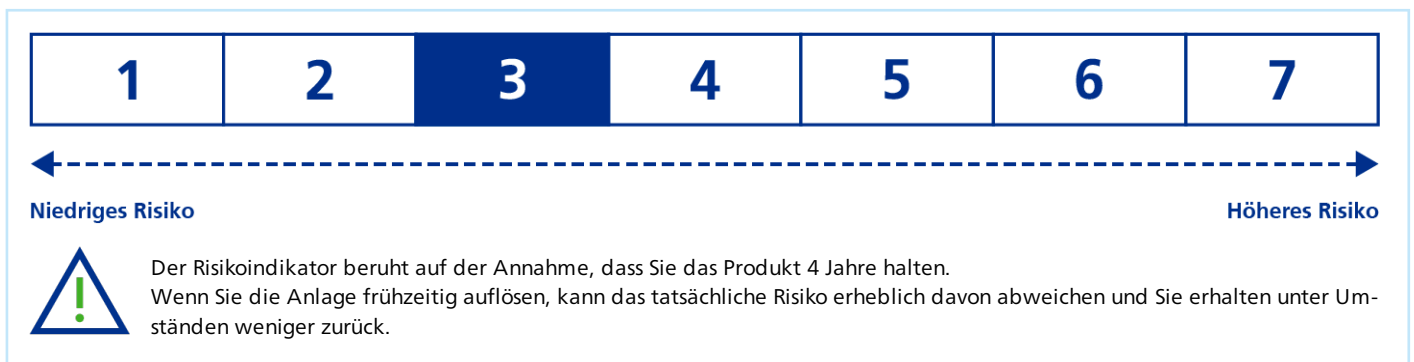 1 2 3 4 5 6 7
Niedriges Risiko Höheres Risiko
Der Risikoindikator beruht auf der Annahme, dass Sie das Produkt 4 Jahre halten.
Wenn Sie die Anlage frühzeitig auflösen, kann das tatsächliche Risiko erheblich davon abweichen und Sie erhalten unter Um-
ständen weniger zurück.